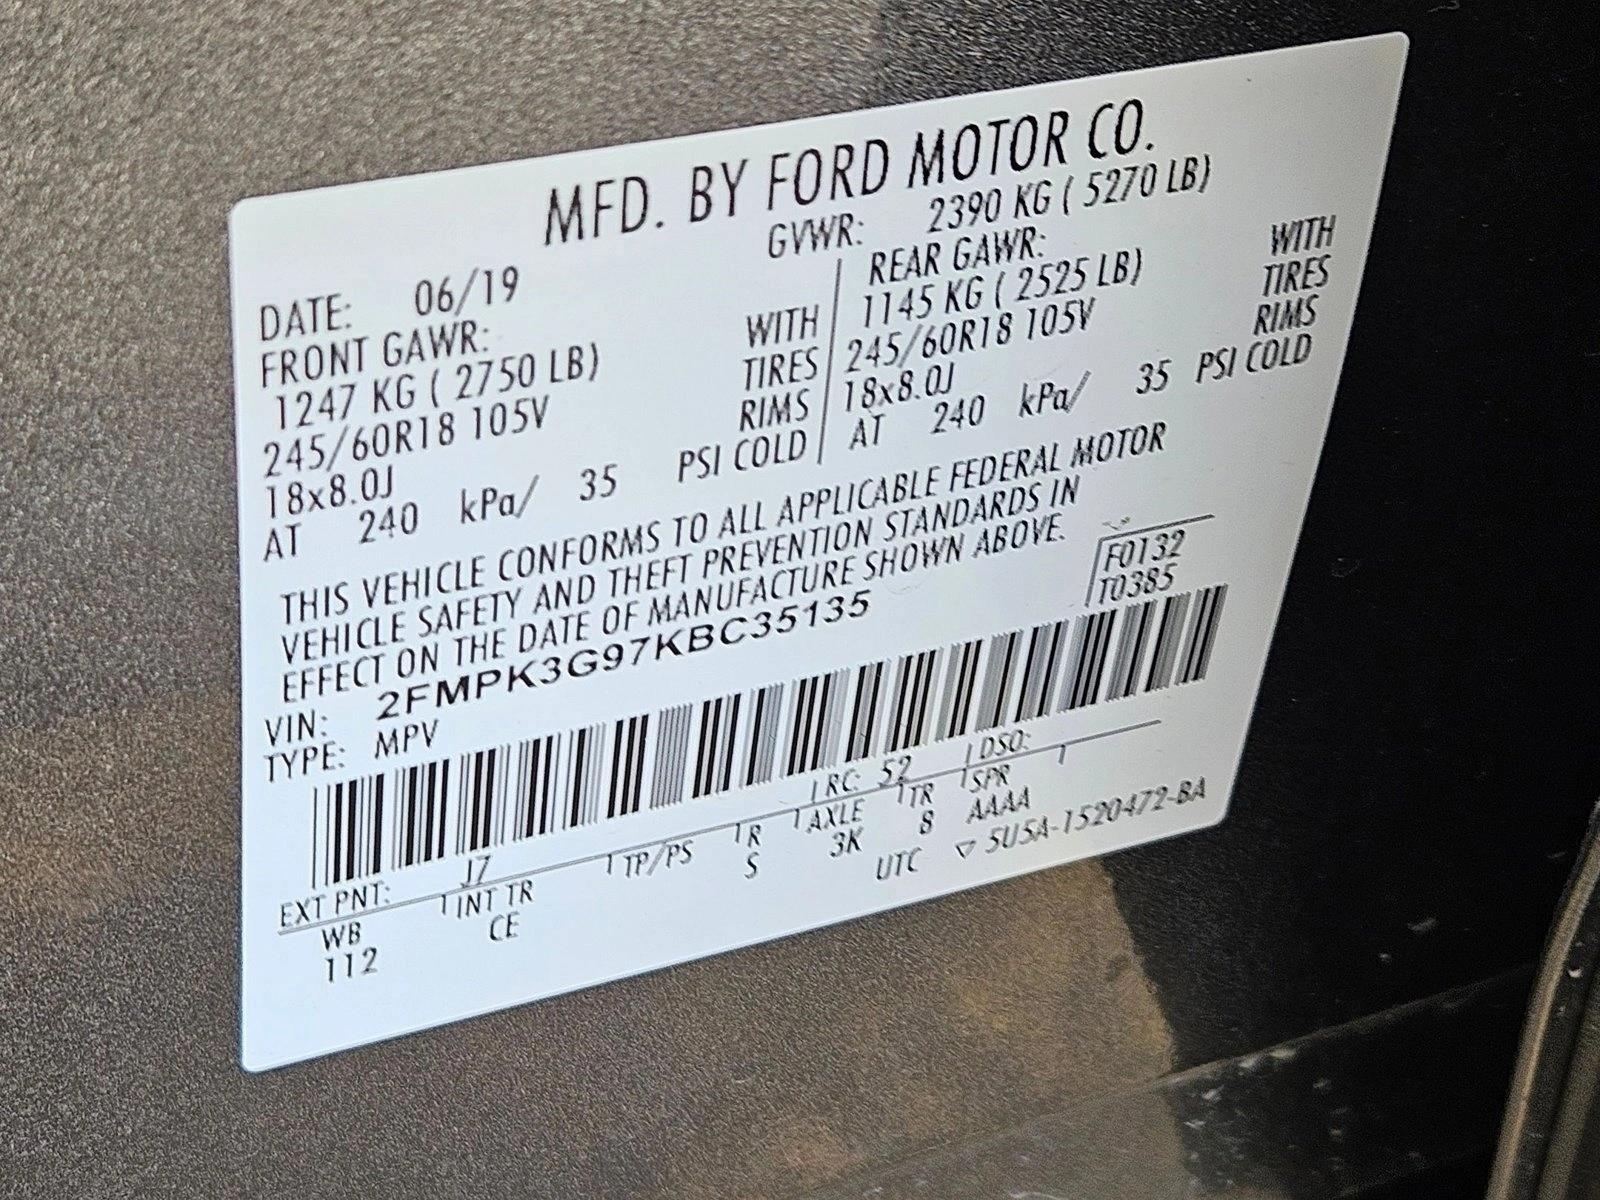 MFD. BY FORD MOTOR CO.
DATE: 06/19 GVWR: 2390 KG ( 5270 LB)
FRONT GAWR: REAR GAWR:
1247 KG ( 2750 LB) WITH 1145 KG ( 2525 LB) WITH
245/60R18 105V TIRES 245/60R18 105V TIRES
18x8.0J RIMS 18x8.0J RIMS
AT 240 kPa/ 35 PSI COLD AT 240 kPa/ 35 PSI COLD
THIS VEHICLE CONFORMS TO ALL APPLICABLE FEDERAL MOTOR
VEHICLE SAFETY AND THEFT PREVENTION STANDARDS IN
EFFECT ON THE DATE OF MANUFACTURE SHOWN ABOVE.
VIN: 2FMPK3G97KBC35135 F0132
TYPE: MPV T0385
EXT PNT: J7 RC: 52 DSO:
WB INT TR TP/PS R AXLE TR SPR
112 CE S 3K 8 AAAA
UTC ▽ 5U5A-1520472-BA